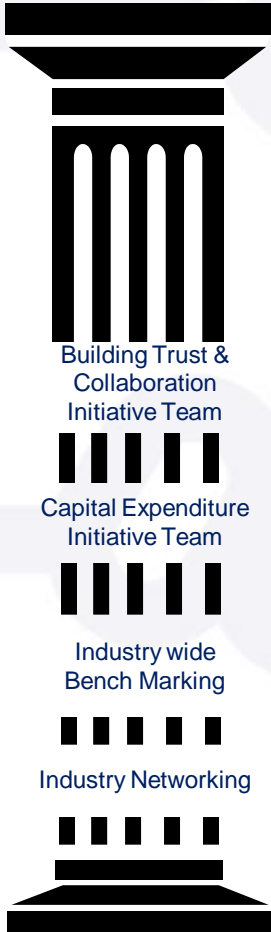 Building Trust &
Collaboration
Initiative Team
Capital Expenditure
Initiative Team
Industry wide
Bench Marking
Industry Networking